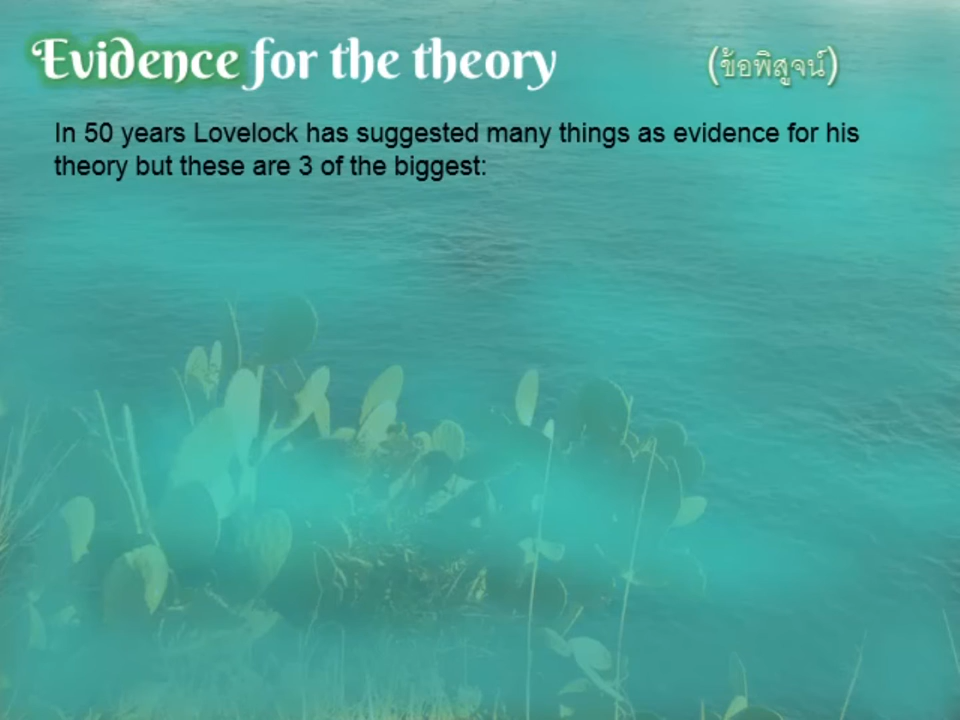 Evidence for the theory (ข้อพิสูจน์)
In 50 years Lovelock has suggested many things as evidence for his
theory but these are 3 of the biggest: